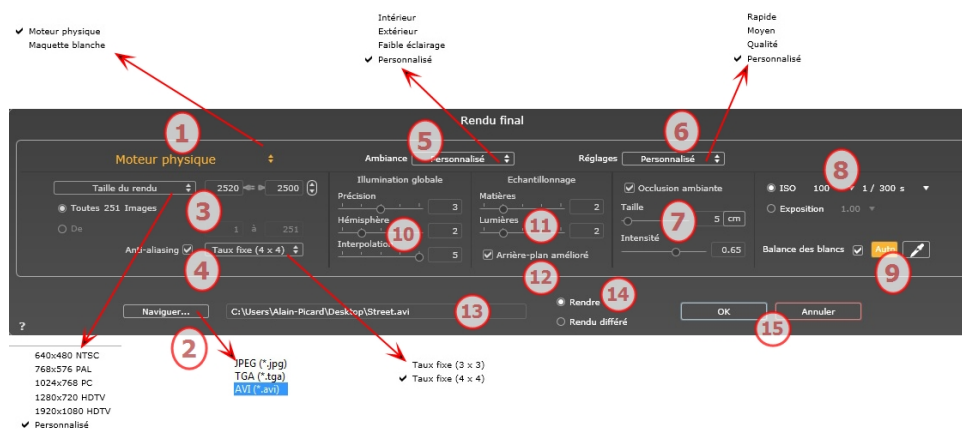 Moteur physique
Maquette blanche
Intérieur
Extérieur
Faible éclairage
Personnalisé
Rapide
Moyen
Qualité
Personnalisé
Rendu final
1
5
6
Moteur physique
Ambiance
Personnalisé
Réglages
Personnalisé
8
Taille du rendu
2520
2500
Toutes 251 Images
3
De
1
à
251
Anti-aliasing
Taux fixe (4 x 4)
4
Illumination globale
Précision
3
Hémisphère
2
10
Interpolation
5
Echantillonnage
Matières
2
Lumières
2
11
Arrière-plan amélioré
12
Occlusion ambiante
Taille
5
cm
7
Intensité
0.65
ISO
100
1 / 300 s
Exposition
1.00
Balance des blancs
Auto
9
Naviguer...
C:\Users\Alain-Picard\Desktop\Street.avi
13
Rendre
14
Rendu différé
OK
Annuler
15
?
2
640x480 NTSC
768x576 PAL
1024x768 PC
1280x720 HDTV
1920x1080 HDTV
Personnalisé
JPEG (*.jpg)
TGA (*.tga)
AVI (*.avi)
Taux fixe (3 x 3)
Taux fixe (4 x 4)